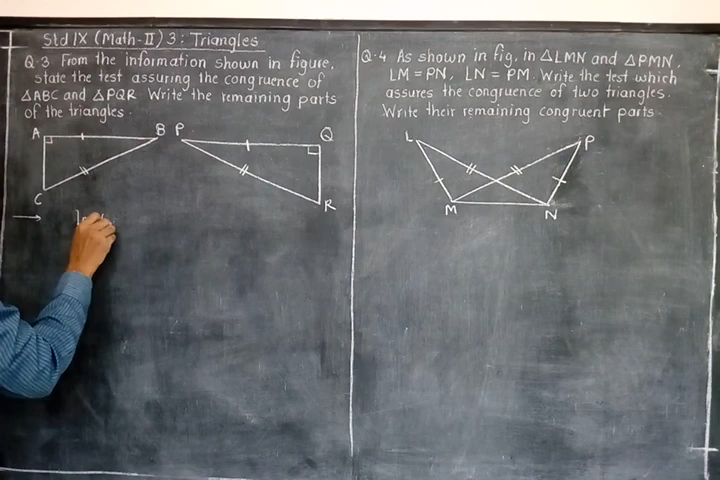 Std IX (Math-II) 3: Triangles
Q.3 From the information shown in figure,
state the test assuring the congruence of
△ABC and △PQR Write the remaining parts
of the triangles.
A B P Q
C R
Q.4 As shown in fig, in △LMN and △PMN,
LM = PN, LN = PM. Write the test which
assures the congruence of two triangles.
Write their remaining congruent parts.
L P
M N